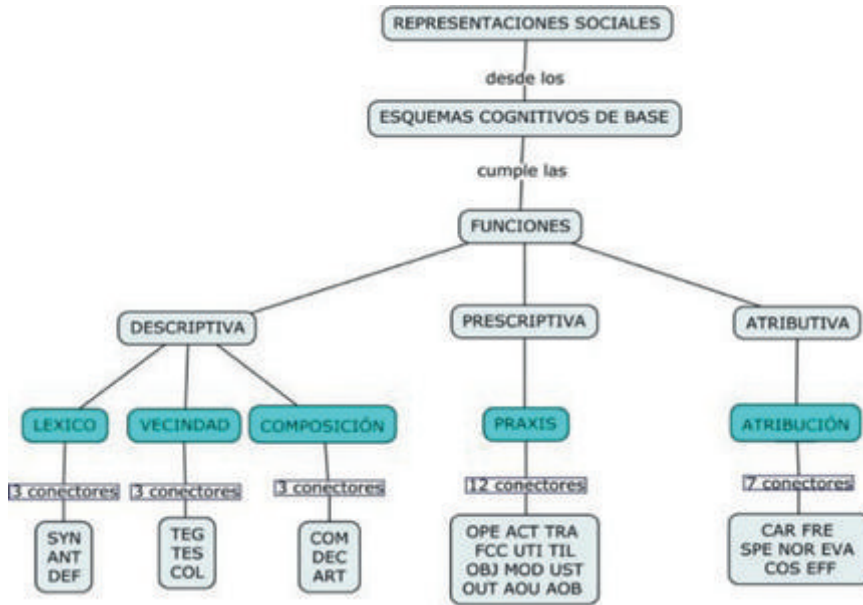 REPRESENTACIONES SOCIALES
desde los
ESQUEMAS COGNITIVOS DE BASE
cumple las
FUNCIONES
DESCRIPTIVA
PRESCRIPTIVA
ATRIBUTIVA
LEXICO
VECINDAD
COMPOSICIÓN
PRAXIS
ATRIBUCIÓN
3 conectores
3 conectores
3 conectores
12 conectores
7 conectores
SYN
ANT
DEF
TEG
TES
COL
COM
DEC
ART
OPE ACT TRA
FCC UTI TIL
OBJ MOD UST
OUT AOU AOB
CAR FRE
SPE NOR EVA
COS EFF